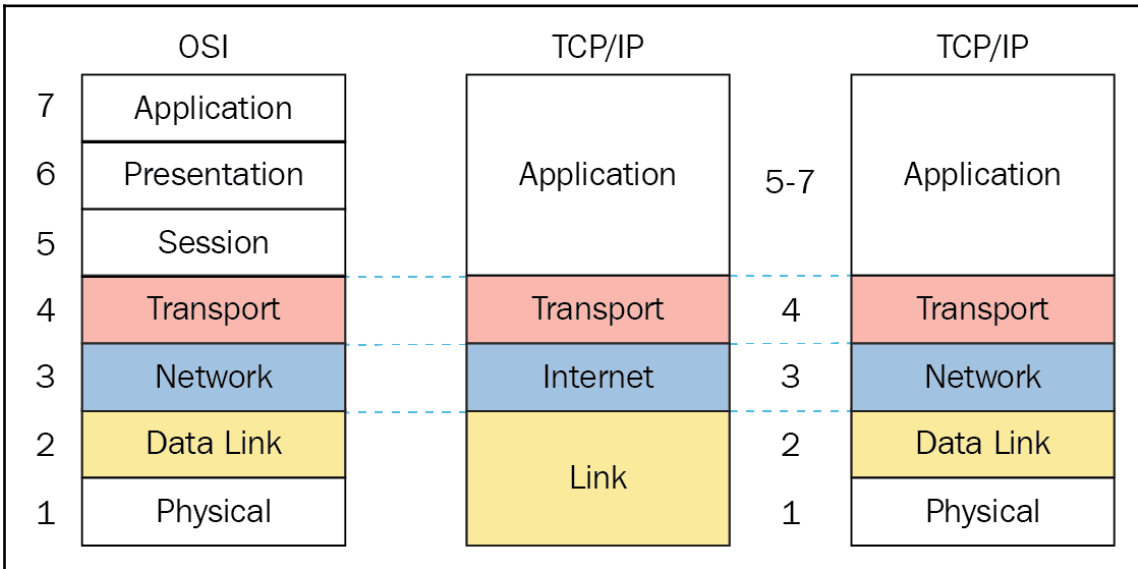 OSI TCP/IP TCP/IP
7 Application
6 Presentation
5 Session
Application 5-7 Application
4 Transport Transport 4 Transport
3 Network Internet 3 Network
2 Data Link 2 Data Link
Link
1 Physical 1 Physical